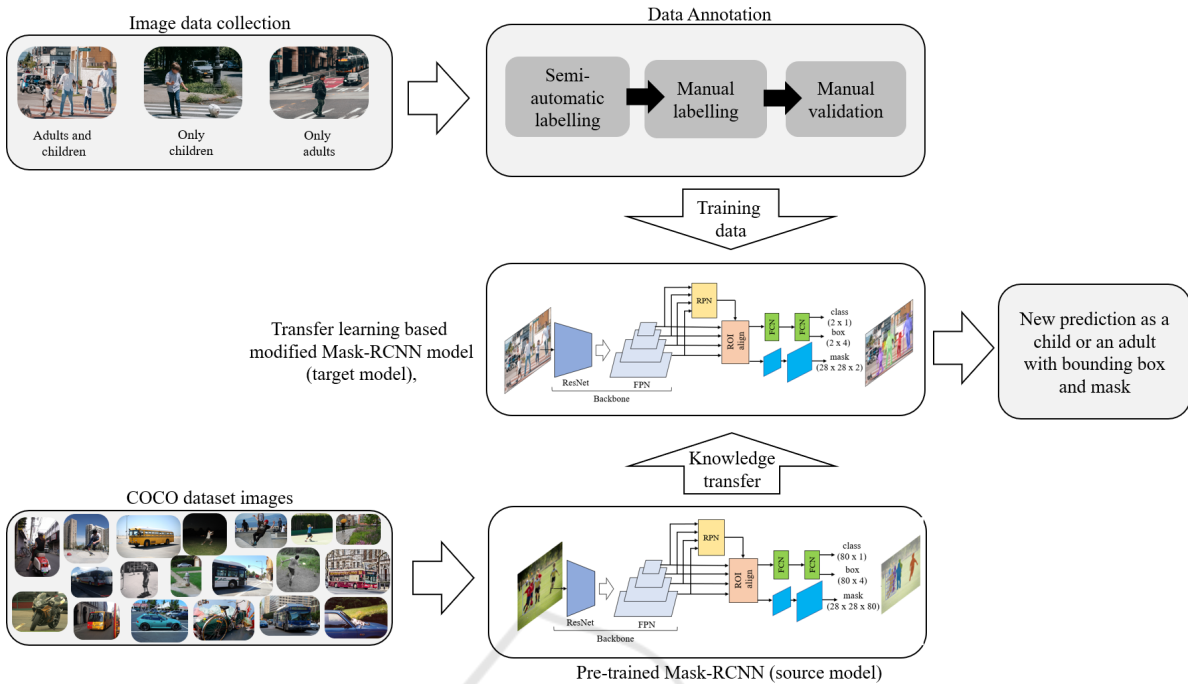 Image data collection
Adults and
children
Only
children
Only
adults
Data Annotation
Semi-
automatic
labelling
Manual
labelling
Manual
validation
Training
data
Transfer learning based
modified Mask-RCNN model
(target model),
RPN
ROI
align
FCN
FCN
class
(2 x 1)
box
(2 x 4)
mask
(28 x 28 x 2)
ResNet
FPN
Backbone
New prediction as a
child or an adult
with bounding box
and mask
Knowledge
transfer
COCO dataset images
RPN
ROI
align
FCN
FCN
class
(80 x 1)
box
(80 x 4)
mask
(28 x 28 x 80)
ResNet
FPN
Backbone
Pre-trained Mask-RCNN (source model)